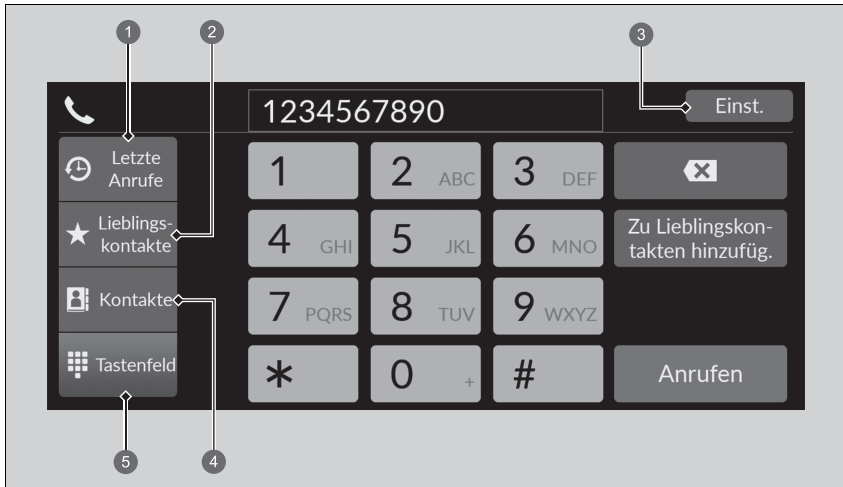 1
2
3
1234567890
Einst.
Letzte
Anrufe
Lieblings-
kontakte
Kontakte
Tastenfeld
1
2 ABC
3 DEF
4 GHI
5 JKL
6 MNO
Zu Lieblingskon-
takten hinzufüg.
7 PQRS
8 TUV
9 WXYZ
*
0 +
#
Anrufen
5
4